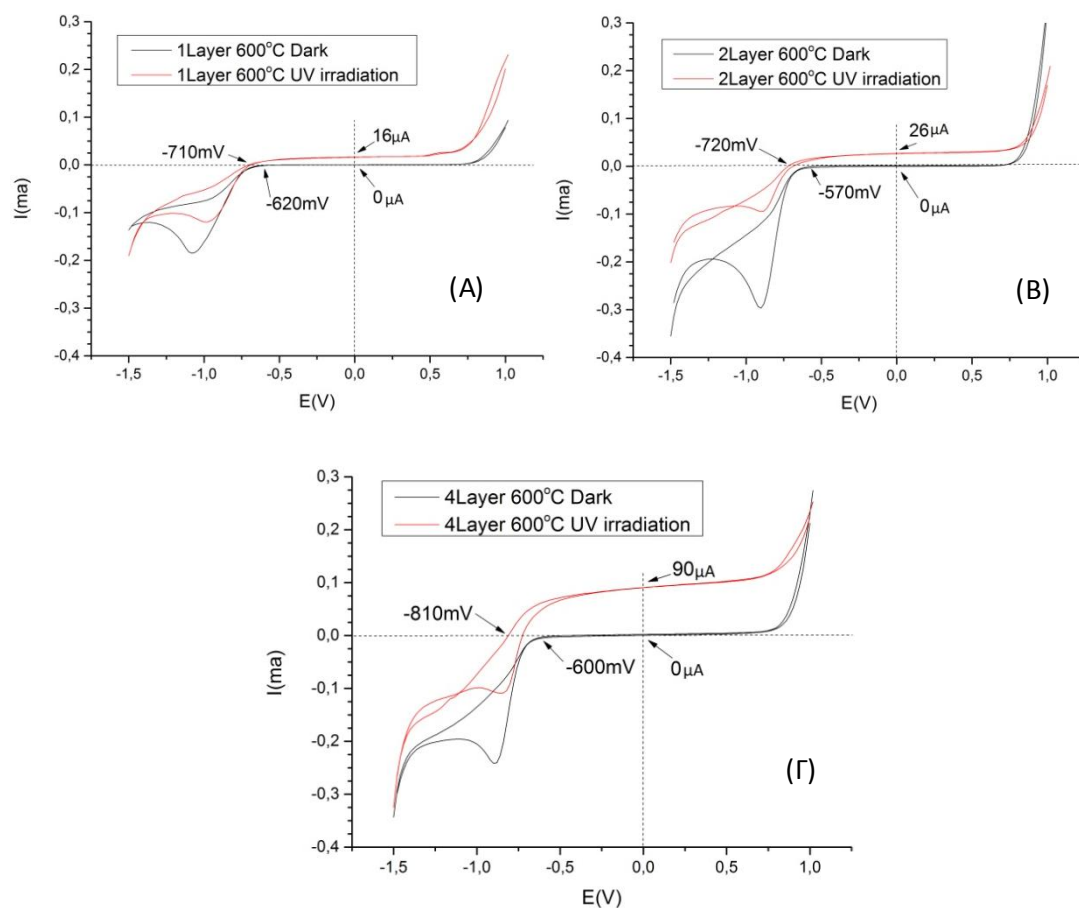 1Layer 600°C Dark
1Layer 600°C UV irradiation
-710mV
16μA
-620mV
0μA
(A)
I(ma)
0,3
0,2
0,1
0,0
-0,1
-0,2
-0,3
-0,4
-1,5
-1,0
-0,5
0,0
0,5
1,0
E(V)
2Layer 600°C Dark
2Layer 600°C UV irradiation
-720mV
26μA
-570mV
0μA
(B)
I(ma)
0,3
0,2
0,1
0,0
-0,1
-0,2
-0,3
-0,4
-1,5
-1,0
-0,5
0,0
0,5
1,0
E(V)
4Layer 600°C Dark
4Layer 600°C UV irradiation
-810mV
90μA
-600mV
0μA
(Γ)
I(ma)
0,3
0,2
0,1
0,0
-0,1
-0,2
-0,3
-0,4
-1,5
-1,0
-0,5
0,0
0,5
1,0
E(V)